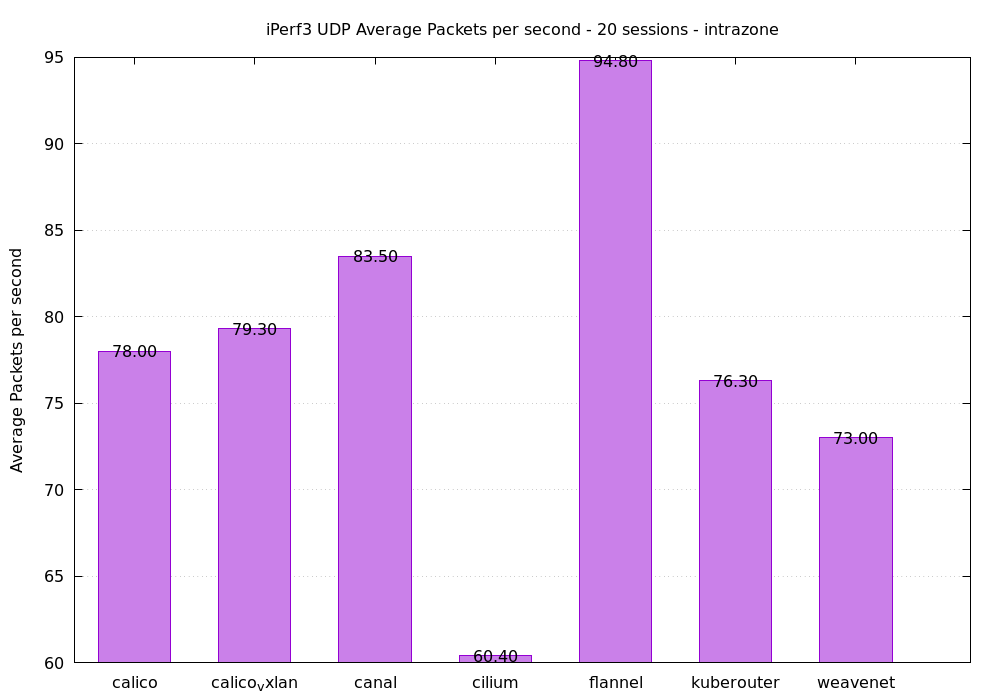 iPerf3 UDP Average Packets per second - 20 sessions - intrazone
Average Packets per second
95
90
85
80
75
70
65
60
78.00
79.30
83.50
60.40
94.80
76.30
73.00
calico
calicovxlan
canal
cilium
flannel
kuberouter
weavenet